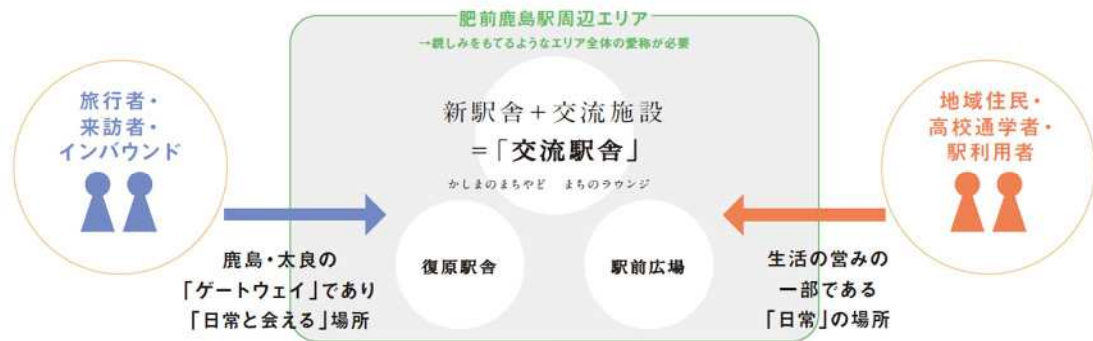 肥前鹿島駅周辺エリア
→親しみをもてるようなエリア全体の愛称が必要
旅行者・
来訪者・
インバウンド
新駅舎+交流施設
=「交流駅舎」
かしまのまちやど まちのラウンジ
地域住民・
高校通学者・
駅利用者
鹿島・太良の
「ゲートウェイ」であり
「日常と会える」場所
復原駅舎
駅前広場
生活の営みの
一部である
「日常」の場所